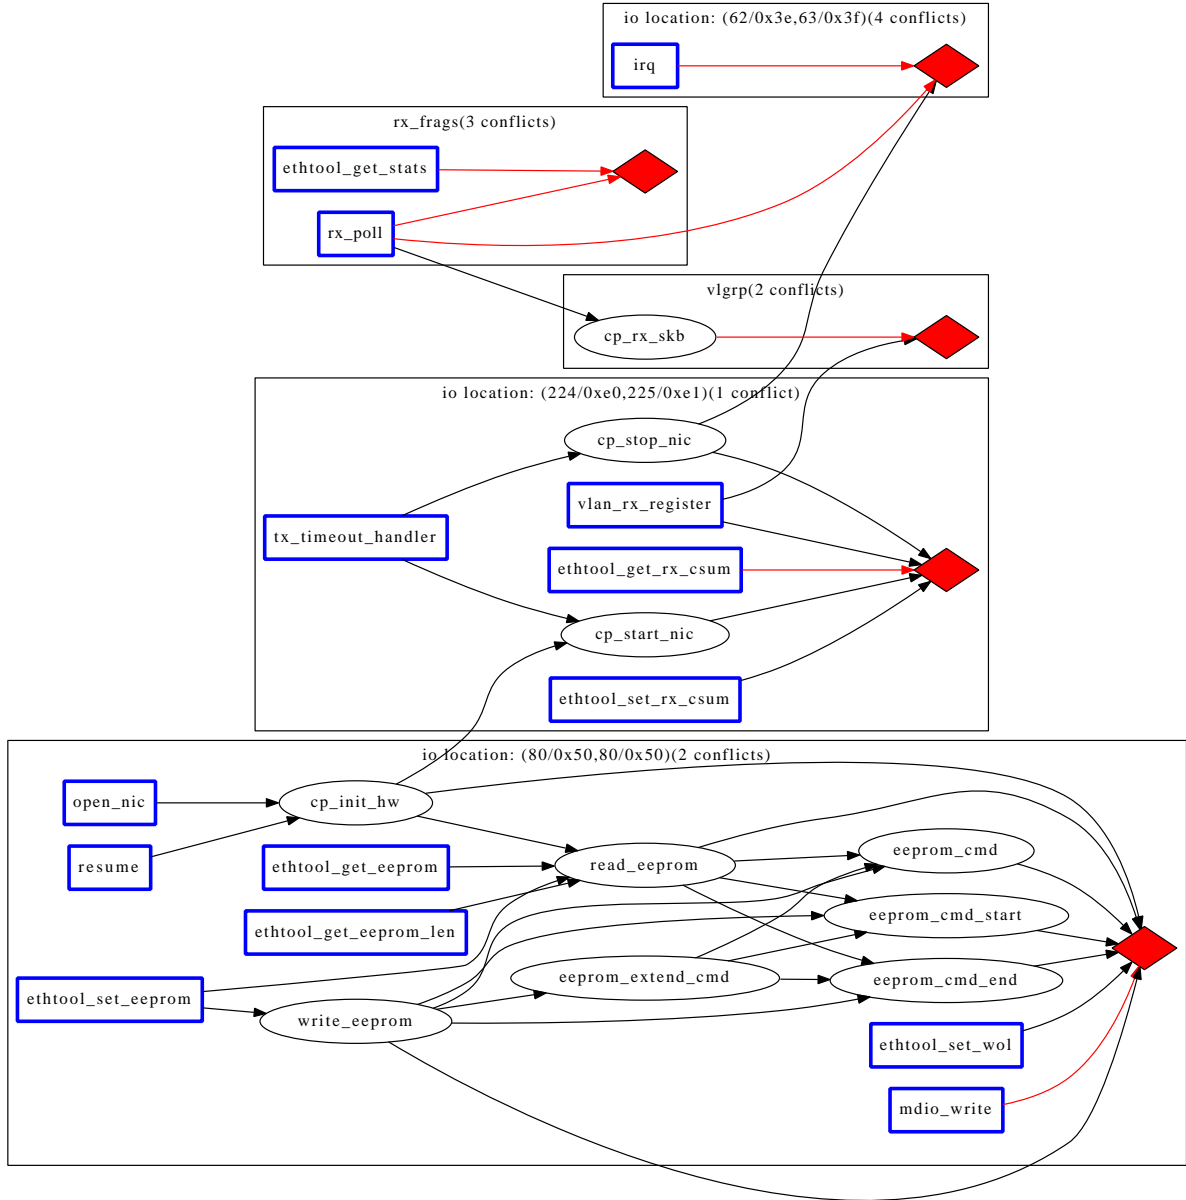 io location: (62/0x3e,63/0x3f)(4 conflicts)
irq
rx_frags(3 conflicts)
ethtool_get_stats
rx_poll
vlgrp(2 conflicts)
cp_rx_skb
io location: (224/0xe0,225/0xe1)(1 conflict)
cp_stop_nic
vlan_rx_register
tx_timeout_handler
ethtool_get_rx_csum
cp_start_nic
ethtool_set_rx_csum
io location: (80/0x50,80/0x50)(2 conflicts)
open_nic
cp_init_hw
resume
ethtool_get_eeprom
read_eeprom
eeprom_cmd
ethtool_get_eeprom_len
eeprom_cmd_start
ethtool_set_eeprom
eeprom_extend_cmd
eeprom_cmd_end
write_eeprom
ethtool_set_wol
mdio_write